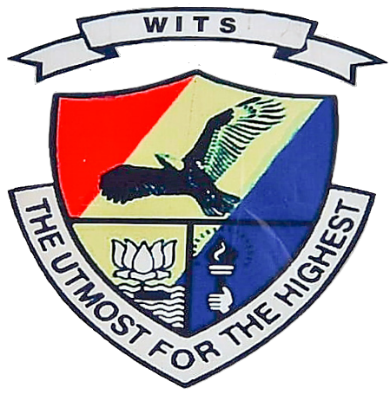 WITS
THE UTMOST FOR THE HIGHEST